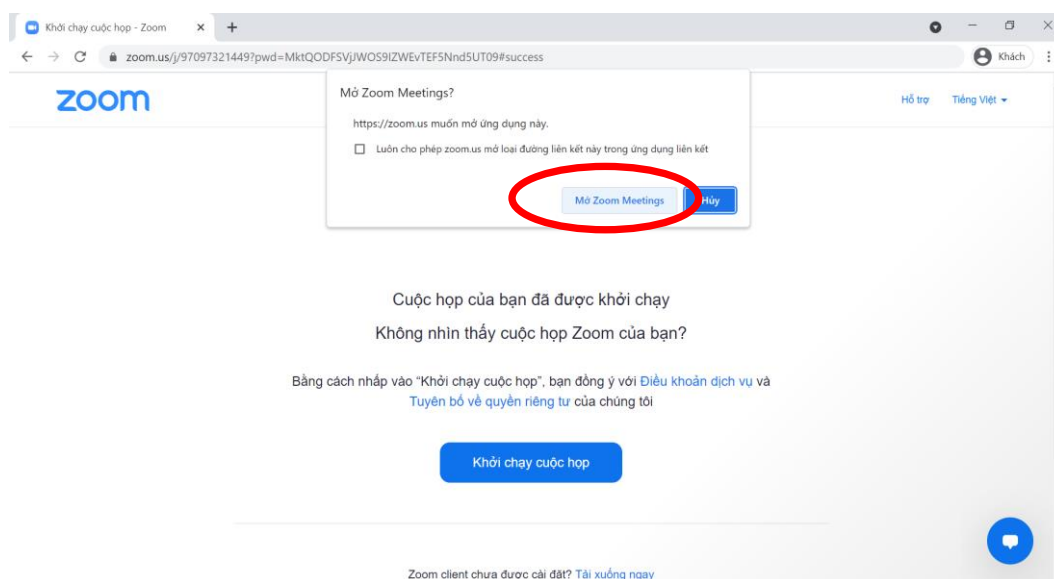 Khởi chạy cuộc họp - Zoom
zoom.us/j/97097321449?pwd=MktQODFSVjJWOS9IZWEvTEF5Nnd5UT09#success
Khách
zoom
Hỗ trợ Tiếng Việt
Mở Zoom Meetings?
https://zoom.us muốn mở ứng dụng này.
Luôn cho phép zoom.us mở loại đường liên kết này trong ứng dụng liên kết
Mở Zoom Meetings Hủy
Cuộc họp của bạn đã được khởi chạy
Không nhìn thấy cuộc họp Zoom của bạn?
Bằng cách nhấp vào “Khởi chạy cuộc họp”, bạn đồng ý với Điều khoản dịch vụ và
Tuyên bố về quyền riêng tư của chúng tôi
Khởi chạy cuộc họp
Zoom client chưa được cài đặt? Tải xuống ngay